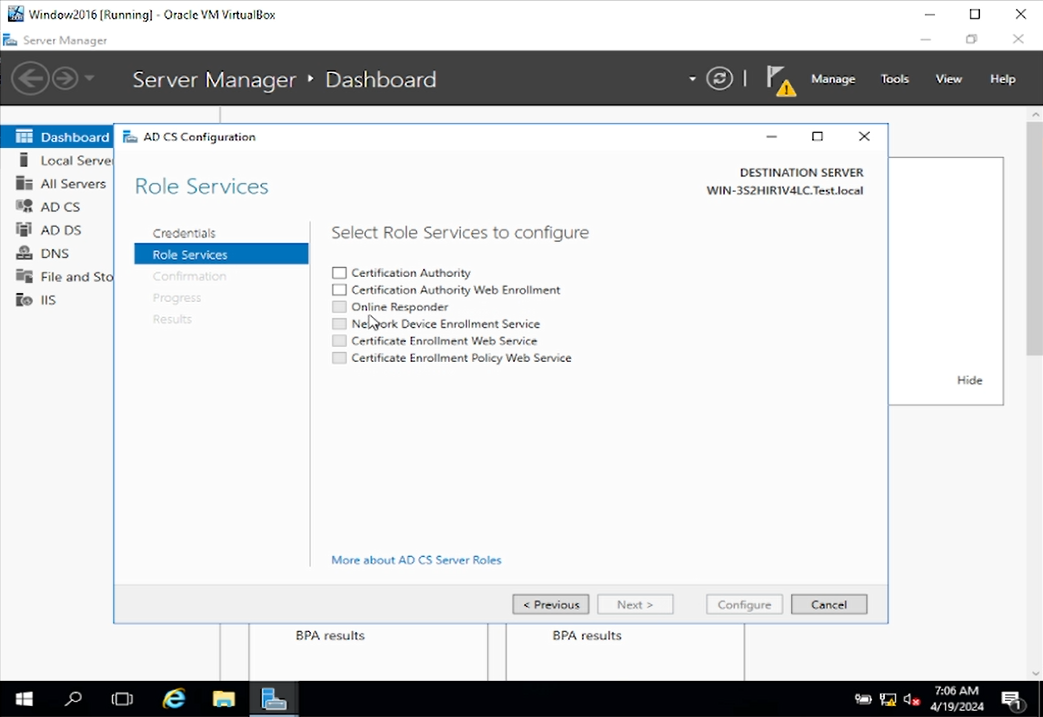 Window2016 [Running] - Oracle VM VirtualBox
Server Manager
Server Manager ‣ Dashboard
Manage Tools View Help
Dashboard
Local Server
All Servers
AD CS
AD DS
DNS
File and Sto
IIS
AD CS Configuration
Role Services
DESTINATION SERVER
WIN-3S2HIR1V4LC.Test.local
Credentials
Role Services
Confirmation
Progress
Results
Select Role Services to configure
Certification Authority
Certification Authority Web Enrollment
Online Responder
Network Device Enrollment Service
Certificate Enrollment Web Service
Certificate Enrollment Policy Web Service
More about AD CS Server Roles
< Previous Next > Configure Cancel
Hide
BPA results BPA results
7:06 AM
4/19/2024
1